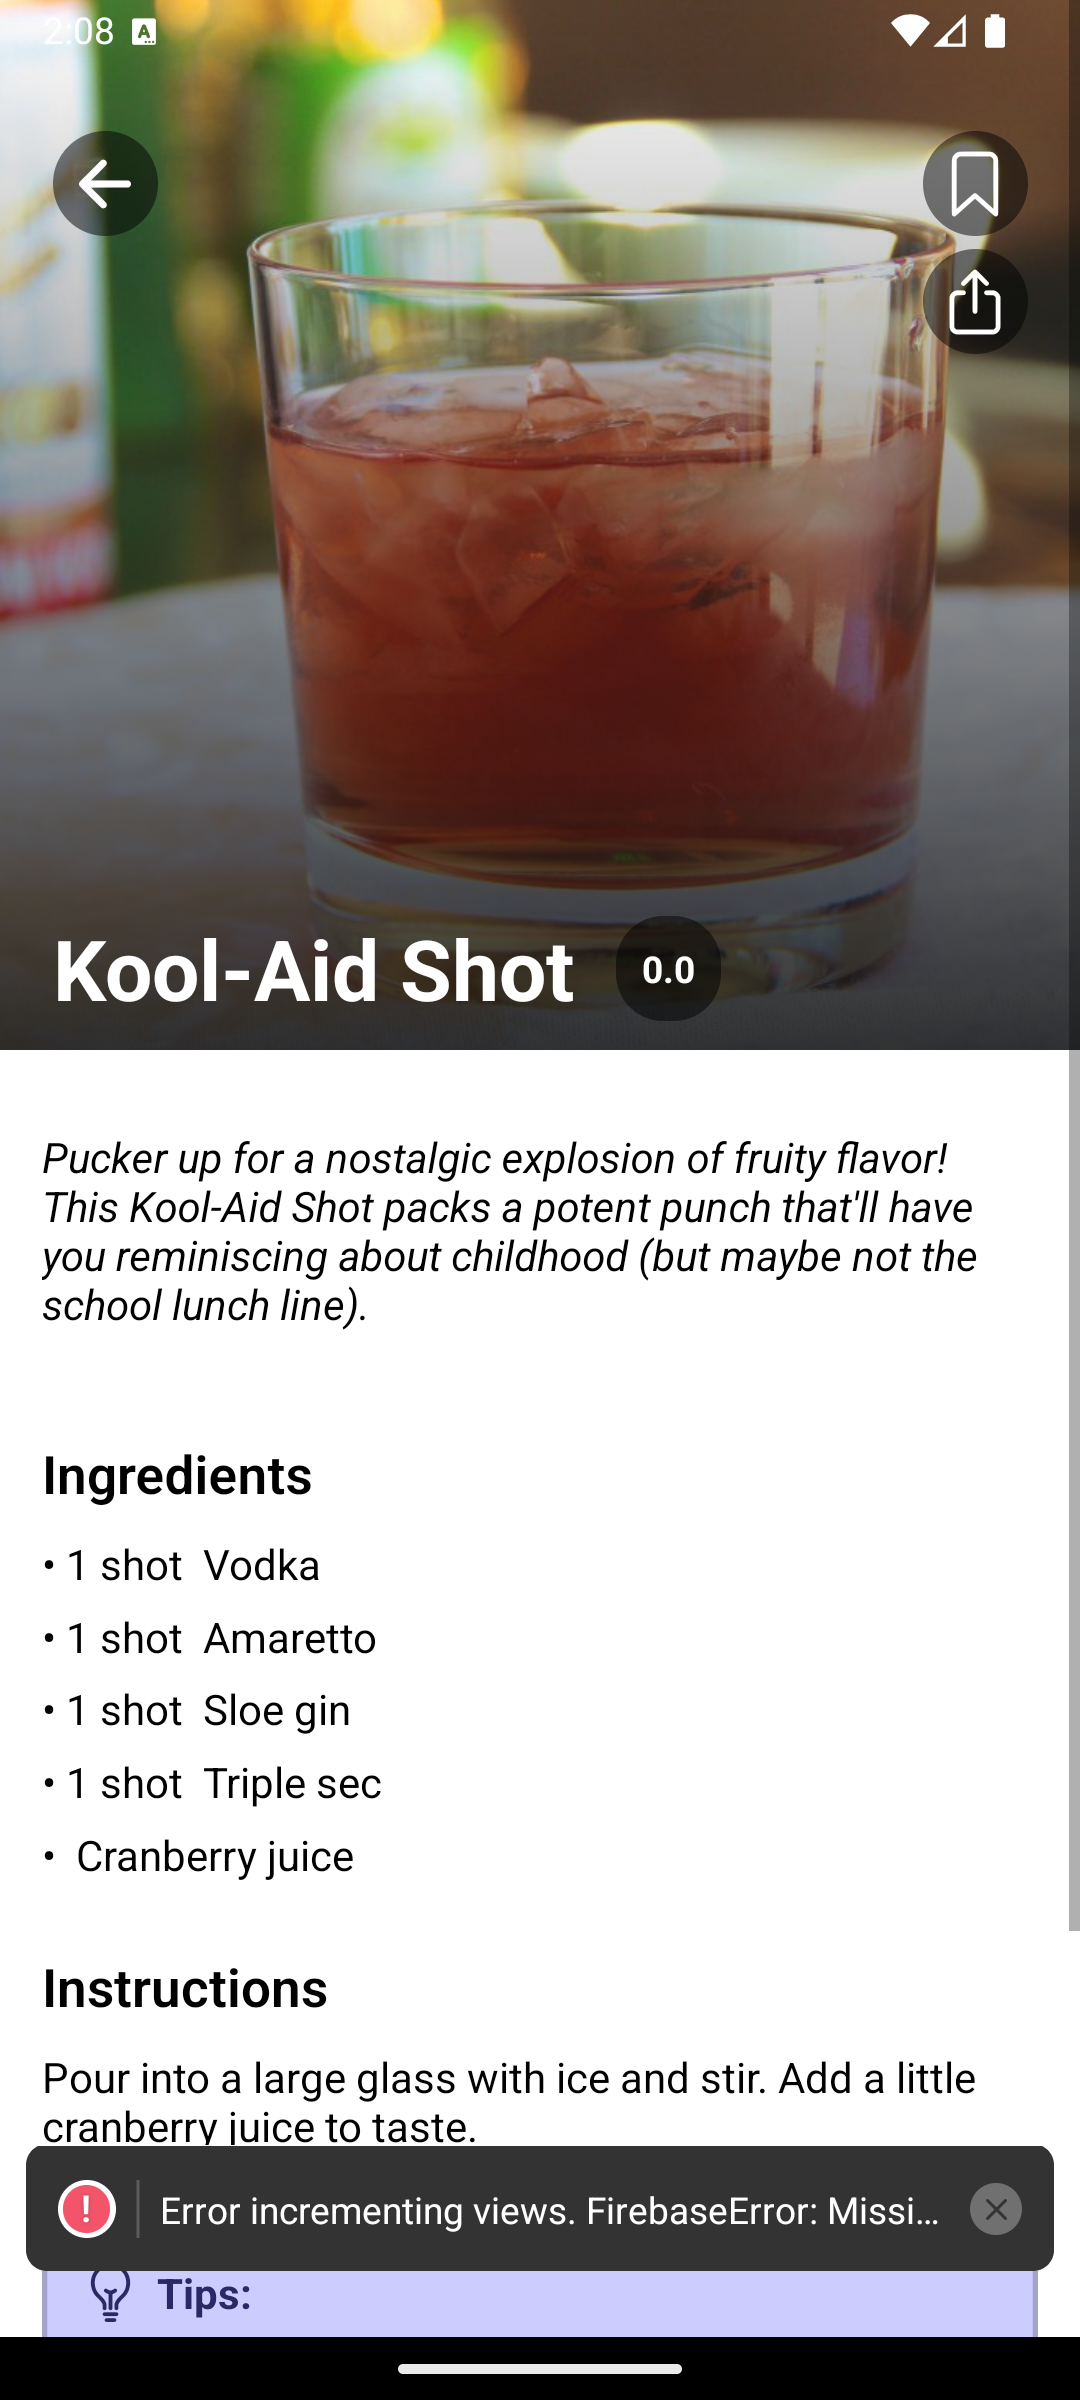 2:08
Kool-Aid Shot 0.0
Pucker up for a nostalgic explosion of fruity flavor!
This Kool-Aid Shot packs a potent punch that'll have
you reminiscing about childhood (but maybe not the
school lunch line).
Ingredients
• 1 shot Vodka
• 1 shot Amaretto
• 1 shot Sloe gin
• 1 shot Triple sec
• Cranberry juice
Instructions
Pour into a large glass with ice and stir. Add a little
cranberry juice to taste.
Error incrementing views. FirebaseError: Missi...
Tips: